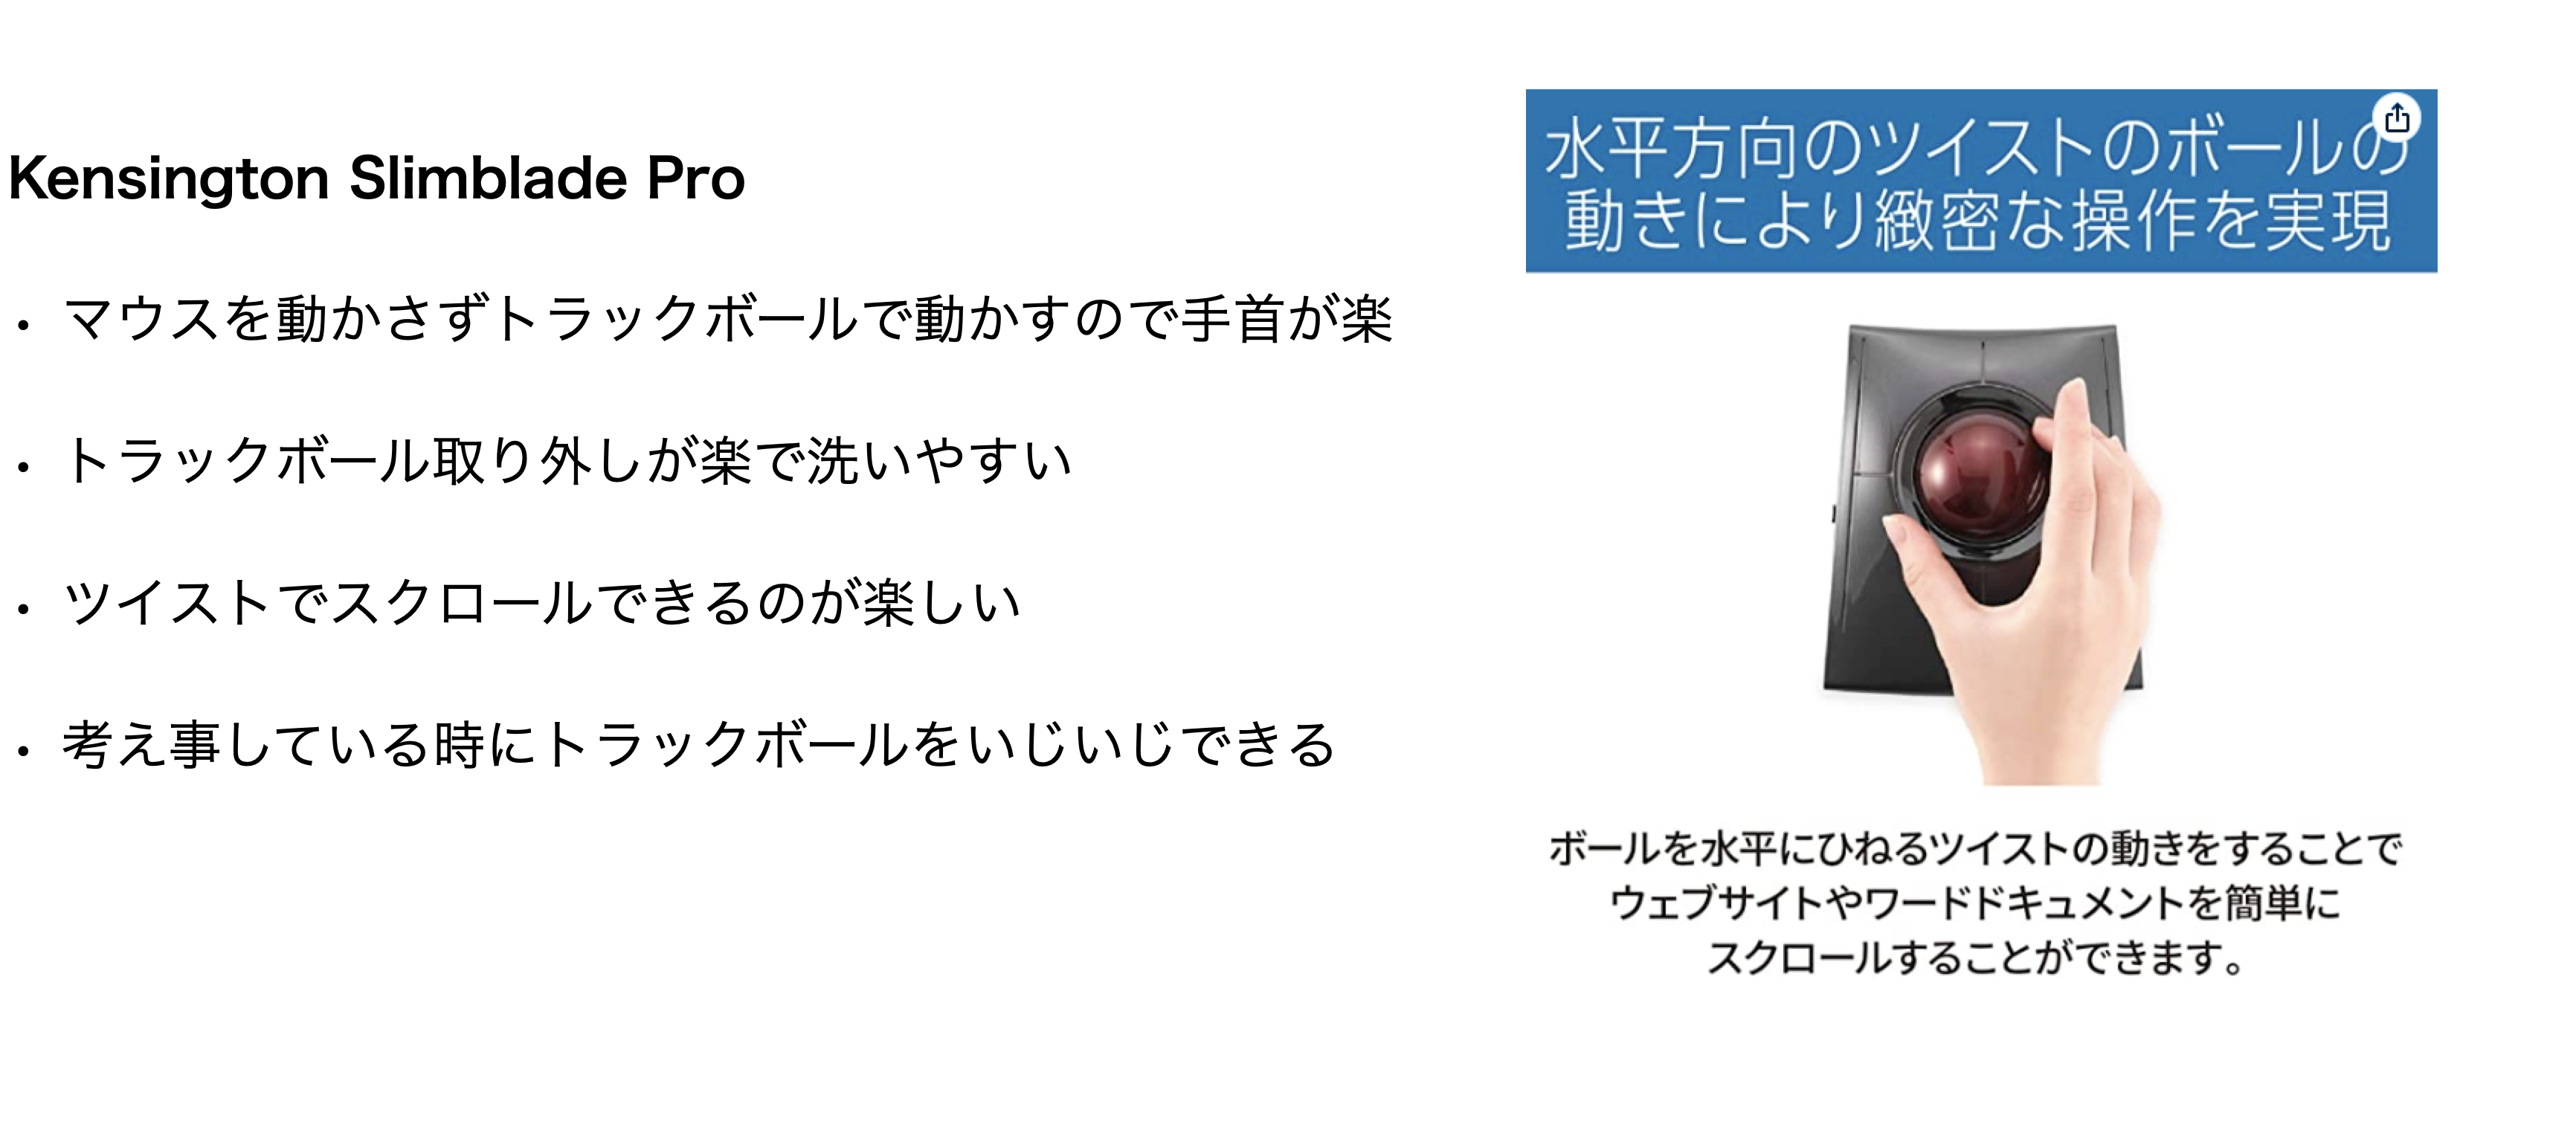 Kensington Slimblade Pro
・ マウスを動かさずトラックボールで動かすので手首が楽
・ トラックボール取り外しが楽で洗いやすい
・ ツイストでスクロールできるのが楽しい
・ 考え事している時にトラックボールをいじいじできる
水平方向のツイストのボールの
動きにより緻密な操作を実現
ボールを水平にひねるツイストの動きをすることで
ウェブサイトやワードドキュメントを簡単に
スクロールすることができます。